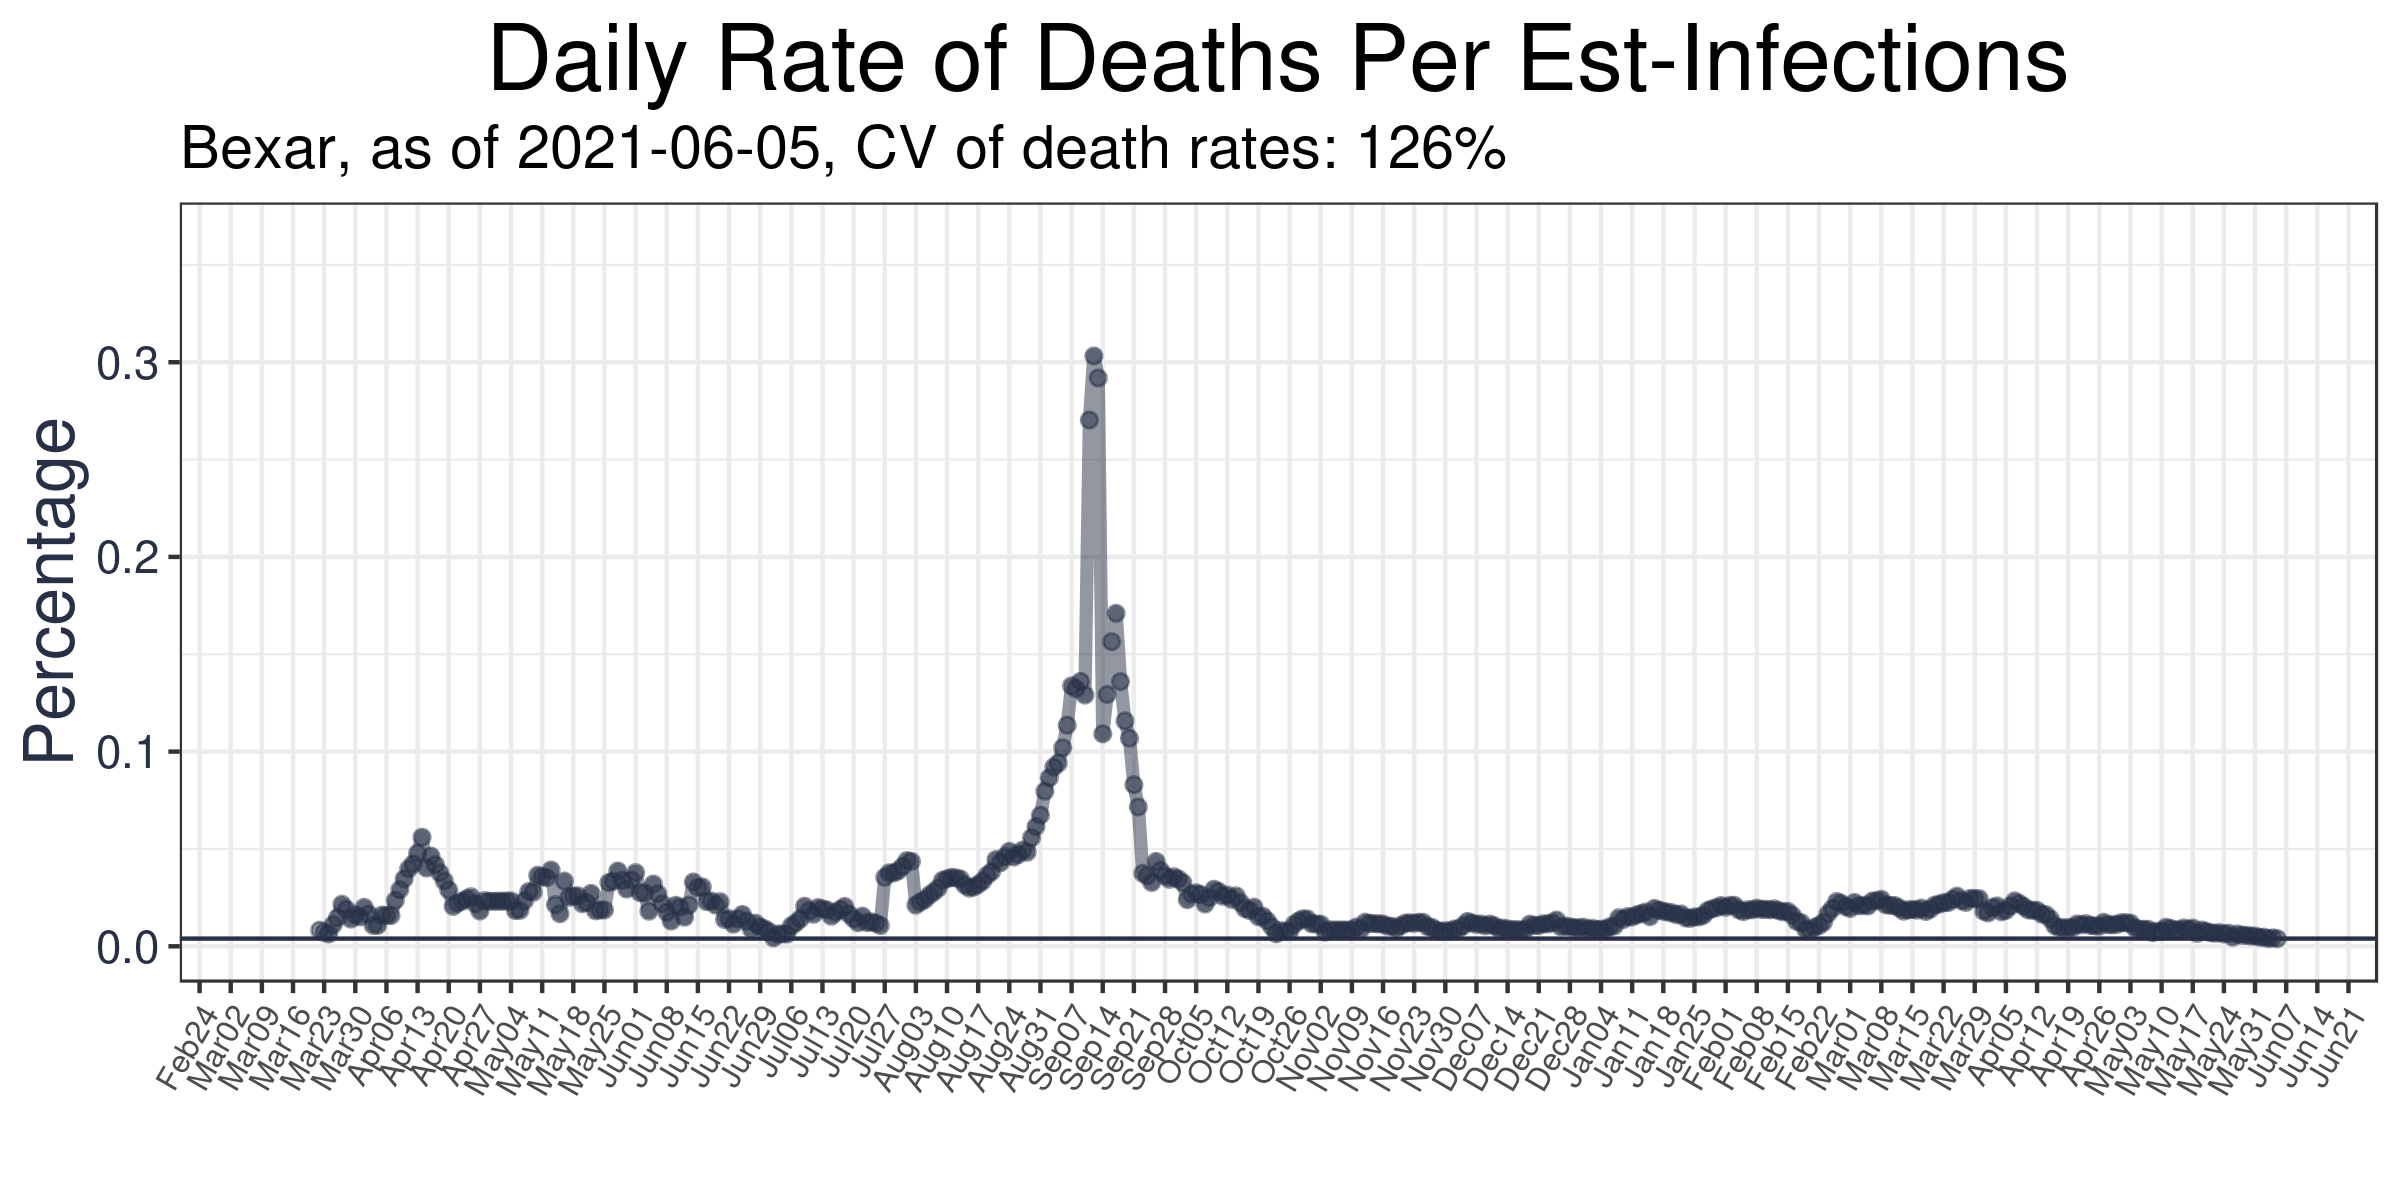 Daily Rate of Deaths Per Est-Infections
Bexar, as of 2021-06-05, CV of death rates: 126%
Percentage
0.3
0.2
0.1
0.0
Feb24
Mar02
Mar09
Mar16
Mar23
Mar30
Apr06
Apr13
Apr20
Apr27
May04
May11
May18
May25
Jun01
Jun08
Jun15
Jun22
Jun29
Jul06
Jul13
Jul20
Jul27
Aug03
Aug10
Aug17
Aug24
Aug31
Sep07
Sep14
Sep21
Sep28
Oct05
Oct12
Oct19
Oct26
Nov02
Nov09
Nov16
Nov23
Nov30
Dec07
Dec14
Dec21
Dec28
Jan04
Jan11
Jan18
Jan25
Feb01
Feb08
Feb15
Feb22
Mar01
Mar08
Mar15
Mar22
Mar29
Apr05
Apr12
Apr19
Apr26
May03
May10
May17
May24
May31
Jun07
Jun14
Jun21